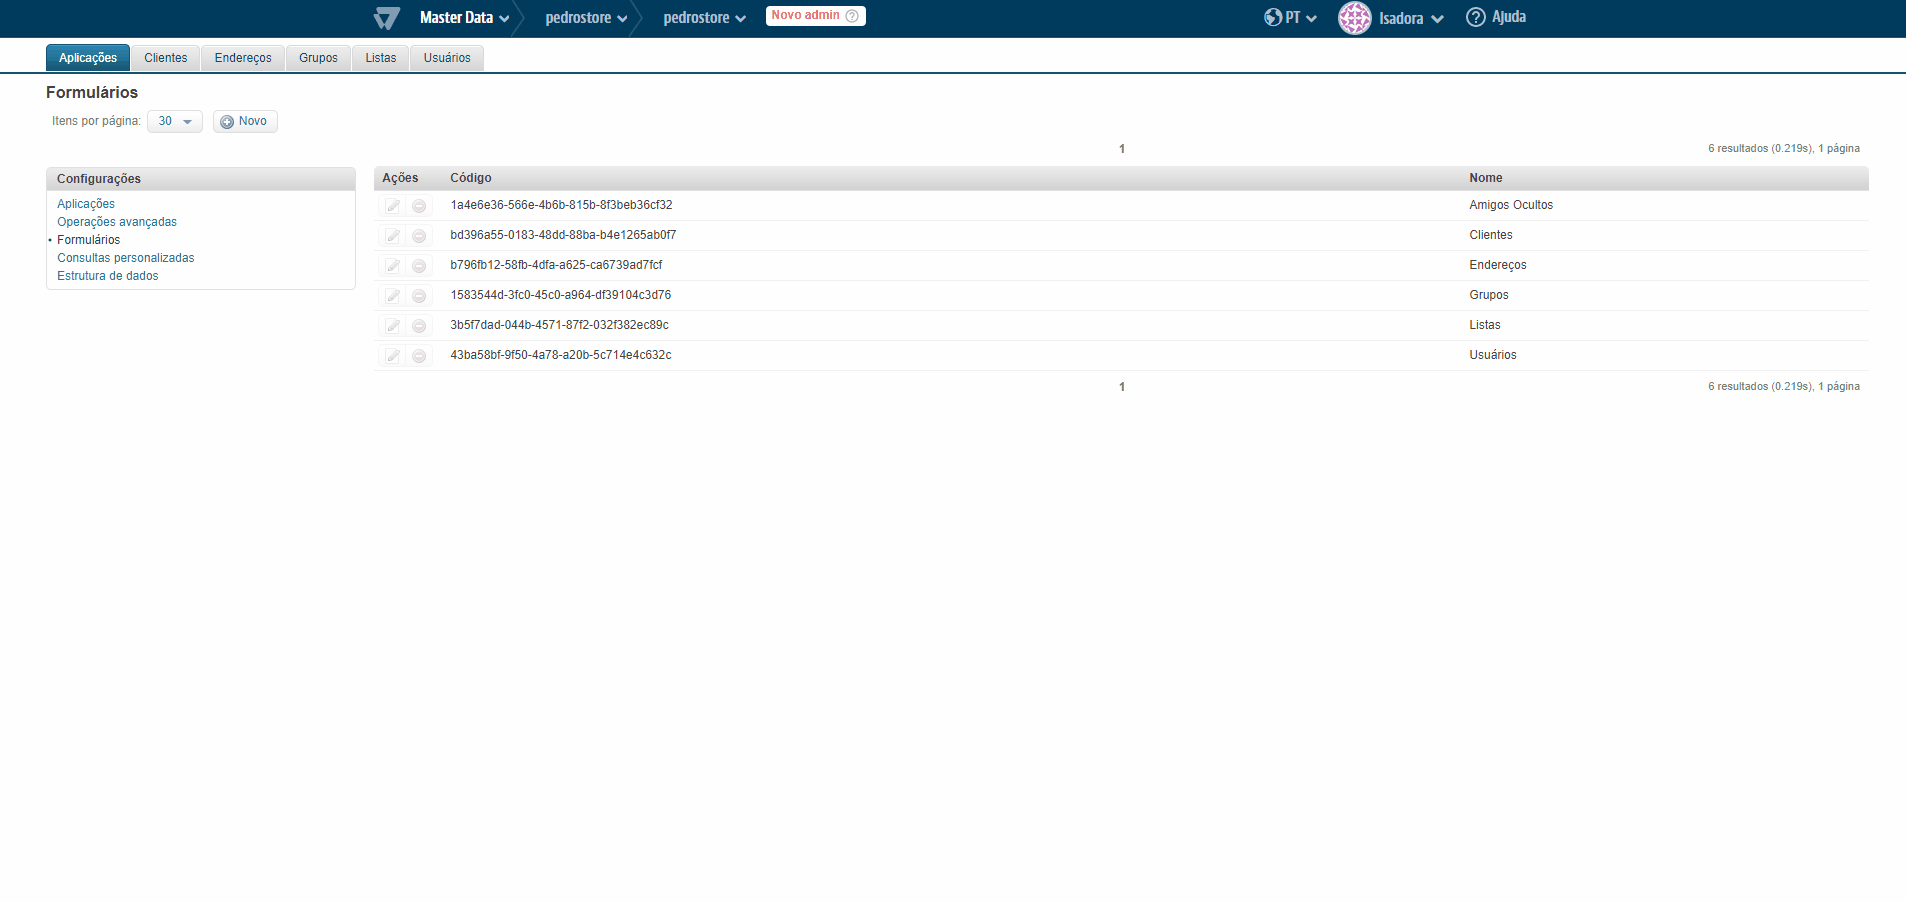 Master Data pedrostore pedrostore Novo admin ? PT Isadora ? Ajuda
Aplicações Clientes Endereços Grupos Listas Usuários
Formulários
Itens por página: 30 Novo
1 6 resultados (0.219s), 1 página
Configurações
Aplicações
Operações avançadas
• Formulários
Consultas personalizadas
Estrutura de dados
Ações Código Nome
1a4e6e36-566e-4b6b-815b-8f3beb36cf32 Amigos Ocultos
bd396a55-0183-48dd-88ba-b4e1265ab0f7 Clientes
b796fb12-58fb-4dfa-a625-ca6739ad7fcf Endereços
1583544d-3fc0-45c0-a964-df39104c3d76 Grupos
3b5f7dad-044b-4571-87f2-032f382ec89c Listas
43ba58bf-9f50-4a78-a20b-5c714e4c632c Usuários
1 6 resultados (0.219s), 1 página